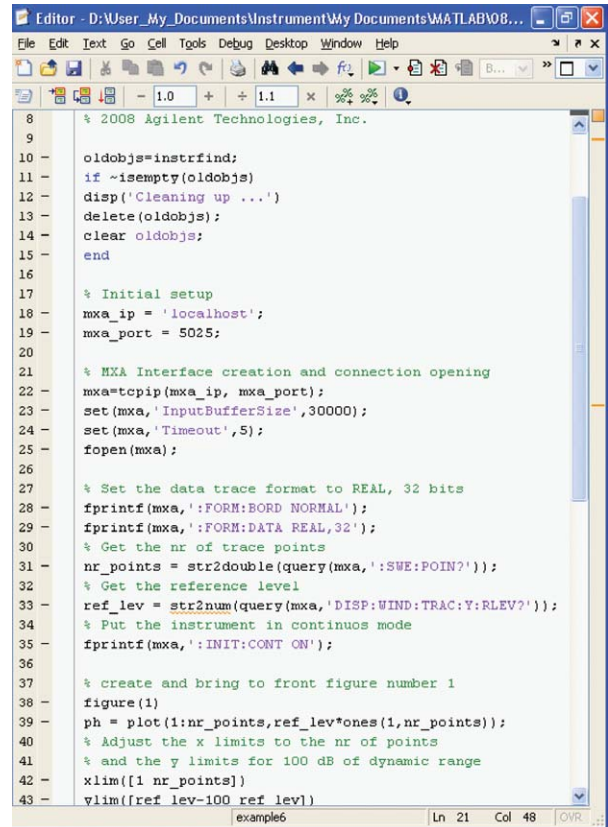 Editor - D:\User_My_Documents\Instrument\My Documents\MATLAB\08...
File Edit Text Go Cell Tools Debug Desktop Window Help
B...
- 1.0 + ÷ 1.1 ×
8 % 2008 Agilent Technologies, Inc.
9
10 - oldobjs=instrfind;
11 - if ~isempty(oldobjs)
12 - disp('Cleaning up ...')
13 - delete(oldobjs);
14 - clear oldobjs;
15 - end
16
17 % Initial setup
18 - mxa_ip = 'localhost';
19 - mxa_port = 5025;
20
21 % MXA Interface creation and connection opening
22 - mxa=tcpip(mxa_ip, mxa_port);
23 - set(mxa,'InputBufferSize',30000);
24 - set(mxa,'Timeout',5);
25 - fopen(mxa);
26
27 % Set the data trace format to REAL, 32 bits
28 - fprintf(mxa,':FORM:BORD NORMAL');
29 - fprintf(mxa,':FORM:DATA REAL,32');
30 % Get the nr of trace points
31 - nr_points = str2double(query(mxa,':SWE:POIN?'));
32 % Get the reference level
33 - ref_lev = str2num(query(mxa,'DISP:WIND:TRAC:Y:RLEV?'));
34 % Put the instrument in continuos mode
35 - fprintf(mxa,':INIT:CONT ON');
36
37 % create and bring to front figure number 1
38 - figure(1)
39 - ph = plot(1:nr_points,ref_lev*ones(1,nr_points));
40 % Adjust the x limits to the nr of points
41 % and the y limits for 100 dB of dynamic range
42 - xlim([1 nr_points])
43 - ylim([ref_lev-100 ref_lev])
example6 Ln 21 Col 48 OVR